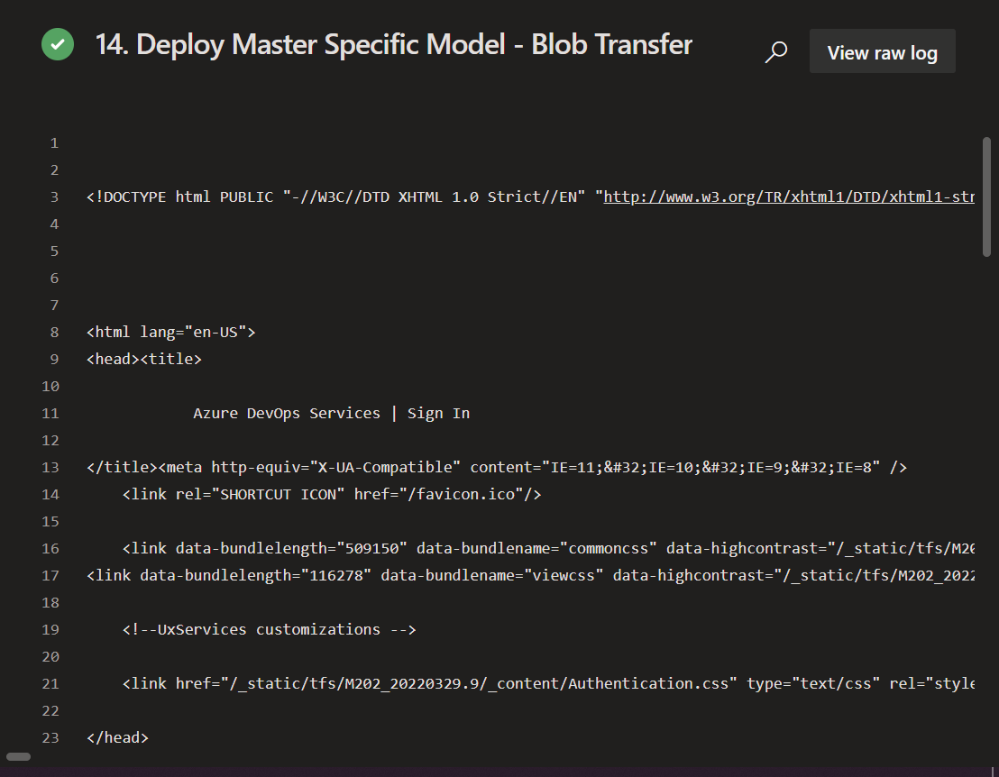 14. Deploy Master Specific Model - Blob Transfer
View raw log
1
2
3 <!DOCTYPE html PUBLIC "-//W3C//DTD XHTML 1.0 Strict//EN" "http://www.w3.org/TR/xhtml1/DTD/xhtml1-str
4
5
6
7
8 <html lang="en-US">
9 <head><title>
10
11 Azure DevOps Services | Sign In
12
13 </title><meta http-equiv="X-UA-Compatible" content="IE=11;&#32;IE=10;&#32;IE=9;&#32;IE=8" />
14 <link rel="SHORTCUT ICON" href="/favicon.ico"/>
15
16 <link data-bundlelength="509150" data-bundlename="commoncss" data-highcontrast="/_static/tfs/M20
17 <link data-bundlelength="116278" data-bundlename="viewcss" data-highcontrast="/_static/tfs/M202_2022
18
19 <!--UxServices customizations -->
20
21 <link href="/_static/tfs/M202_20220329.9/_content/Authentication.css" type="text/css" rel="style
22
23 </head>